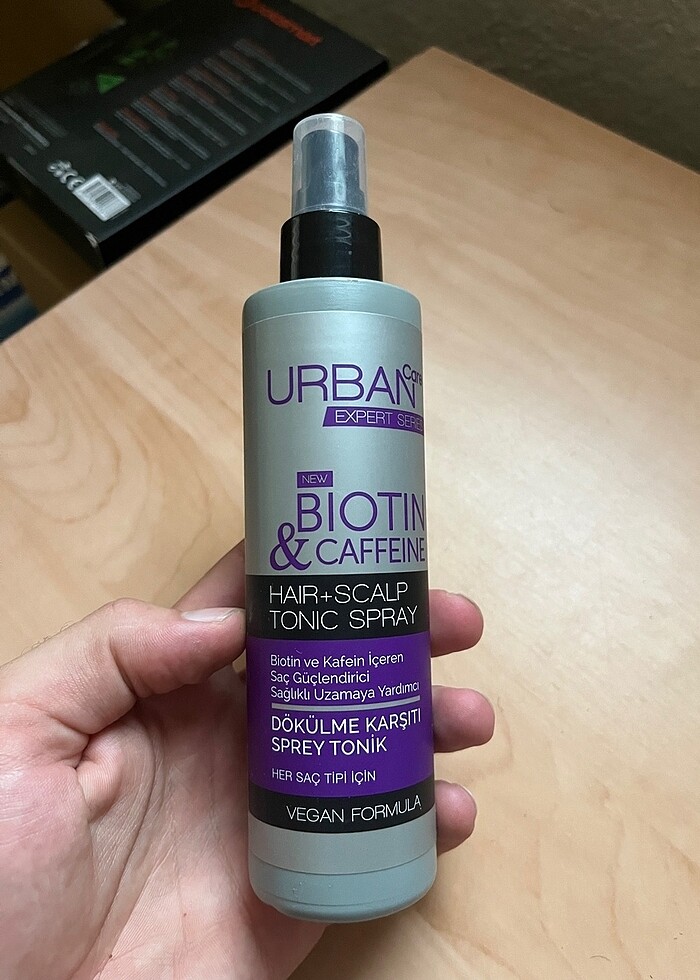 URBAN Care
EXPERT SERIES
NEW
BIOTIN
& CAFFEINE
HAIR+SCALP
TONIC SPRAY
Biotin ve Kafein İçeren
Saç Güçlendirici
Sağlıklı Uzamaya Yardımcı
DÖKÜLME KARŞITI
SPREY TONİK
HER SAÇ TİPİ İÇİN
VEGAN FORMULA